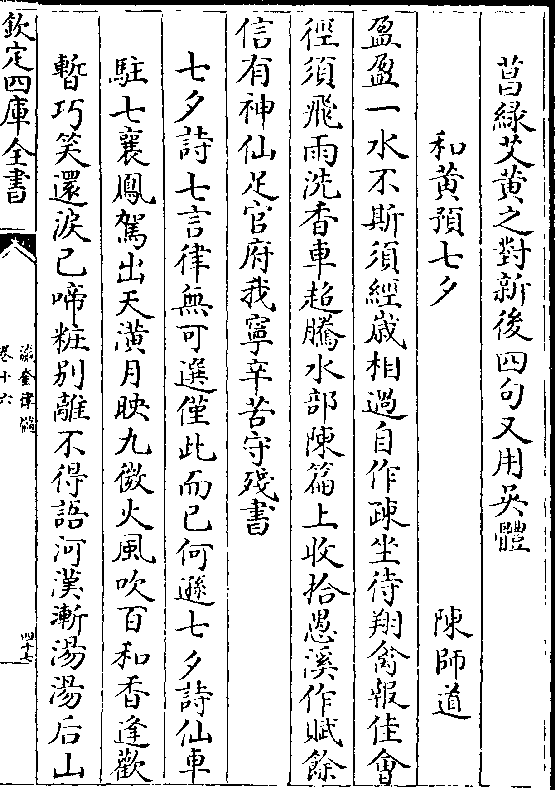 菖綠艾黄之對新後四句又用吳體
和黄預七夕
陳師道
盈盈一水不斯須經歲相過自作疎坐待翔禽報佳㑹
徑須飛雨洗香車超騰水部陳篇上收拾愚溪作賦餘
信有神仙足官府我寧辛苦守殘書
七夕詩七言律無可選僅此而已何遜七夕詩仙車
駐七襄鳳駕出天潢月映九微火風吹百和香逢歡
暫巧笑還淚已啼粧别離不得語河漢漸湯湯后山
欽定四庫全書
瀛奎律髓
卷十六
四十七